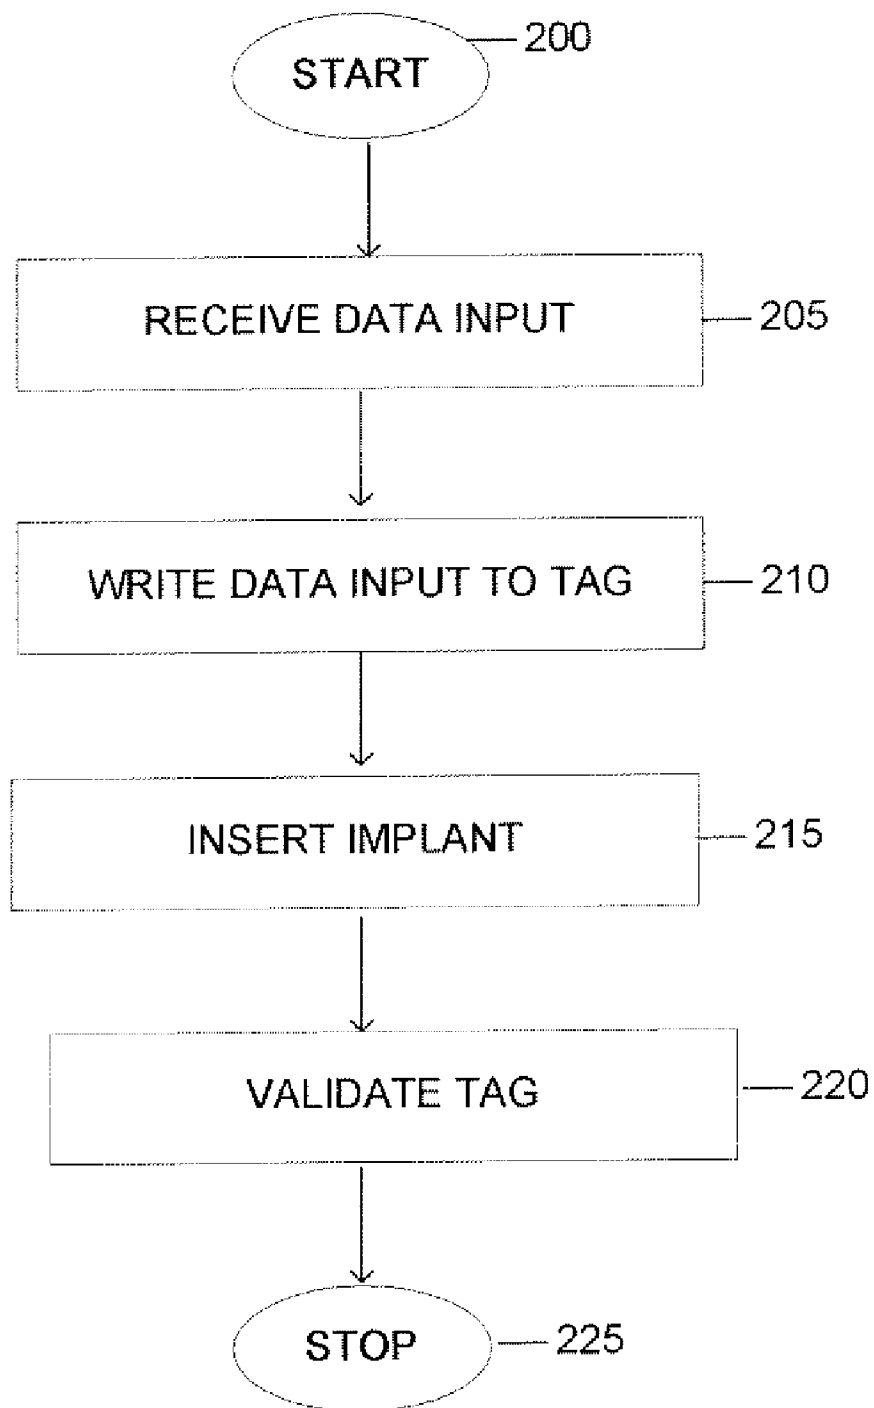 START 200
RECEIVE DATA INPUT 205
WRITE DATA INPUT TO TAG 210
INSERT IMPLANT 215
VALIDATE TAG 220
STOP 225